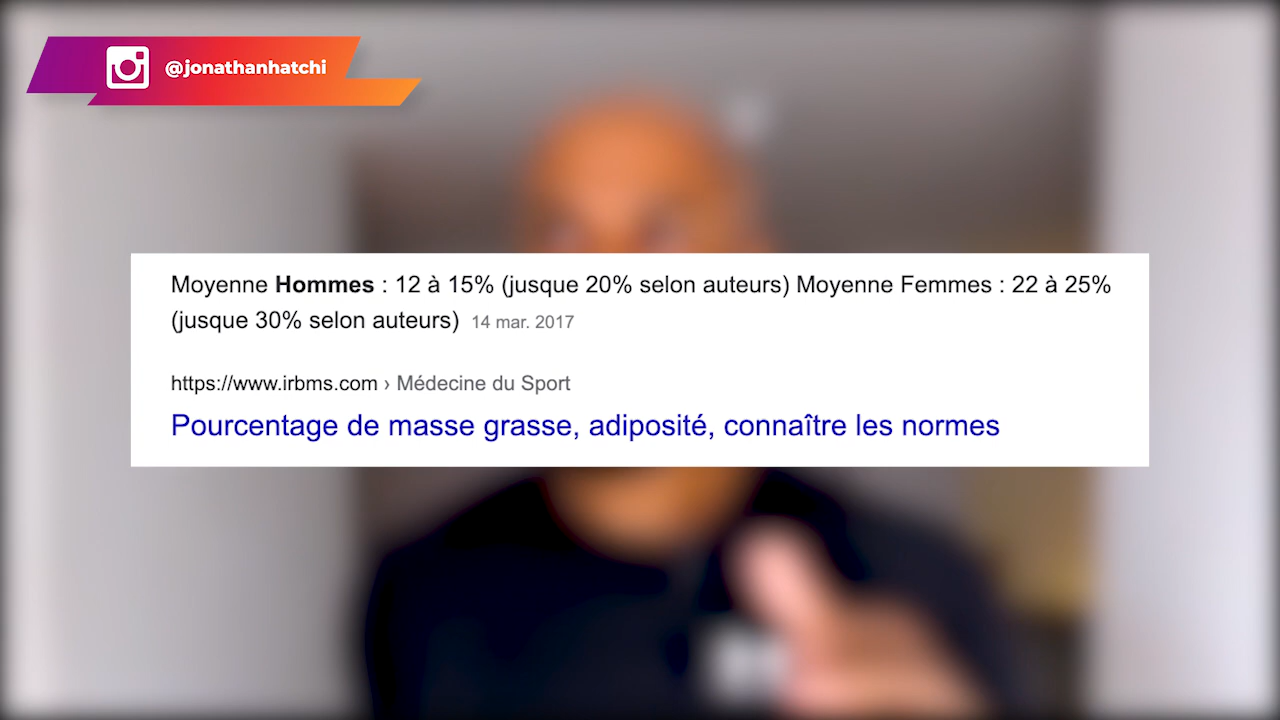 @jonathanhatchi
Moyenne Hommes : 12 à 15% (jusque 20% selon auteurs) Moyenne Femmes : 22 à 25%
(jusque 30% selon auteurs) 14 mar. 2017
https://www.irbms.com › Médecine du Sport
Pourcentage de masse grasse, adiposité, connaître les normes